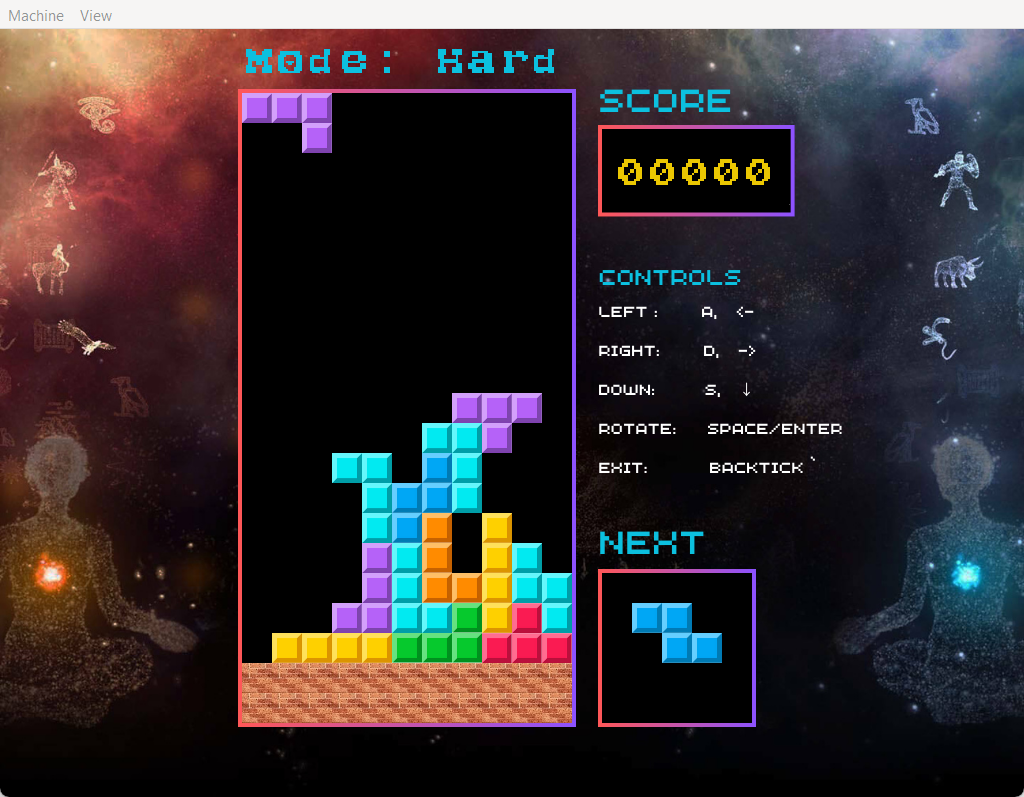 Machine View
Mode: Hard
SCORE
00000
CONTROLS
LEFT : A, <-
RIGHT: D, ->
DOWN: S, ↓
ROTATE: SPACE/ENTER
EXIT: BACKTICK `
NEXT